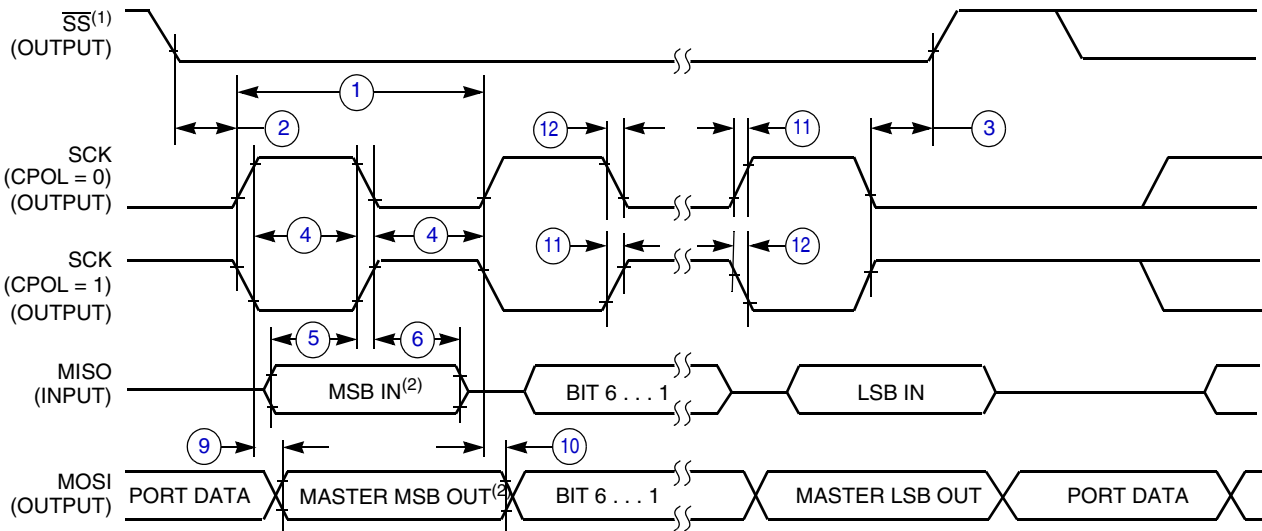 SS(1)
(OUTPUT)
1
2
12
11
3
SCK
(CPOL = 0)
(OUTPUT)
4
4
11
12
SCK
(CPOL = 1)
(OUTPUT)
5
6
MISO
(INPUT)
MSB IN(2)
BIT 6 . . . 1
LSB IN
9
10
MOSI
(OUTPUT)
PORT DATA
MASTER MSB OUT(2
BIT 6 . . . 1
MASTER LSB OUT
PORT DATA